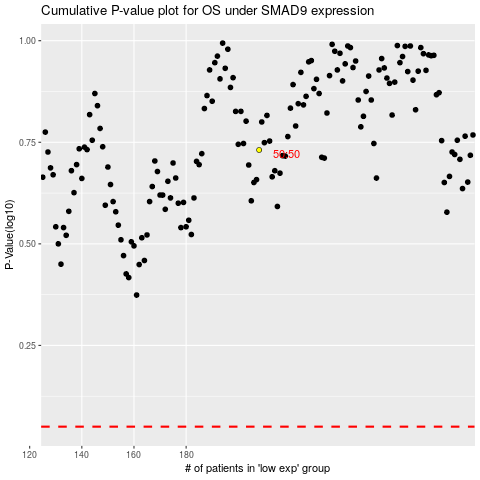 Cumulative P-value plot for OS under SMAD9 expression
P-Value(log10)
1.00
0.75
0.50
0.25
50:50
120 140 160 180
# of patients in 'low exp' group